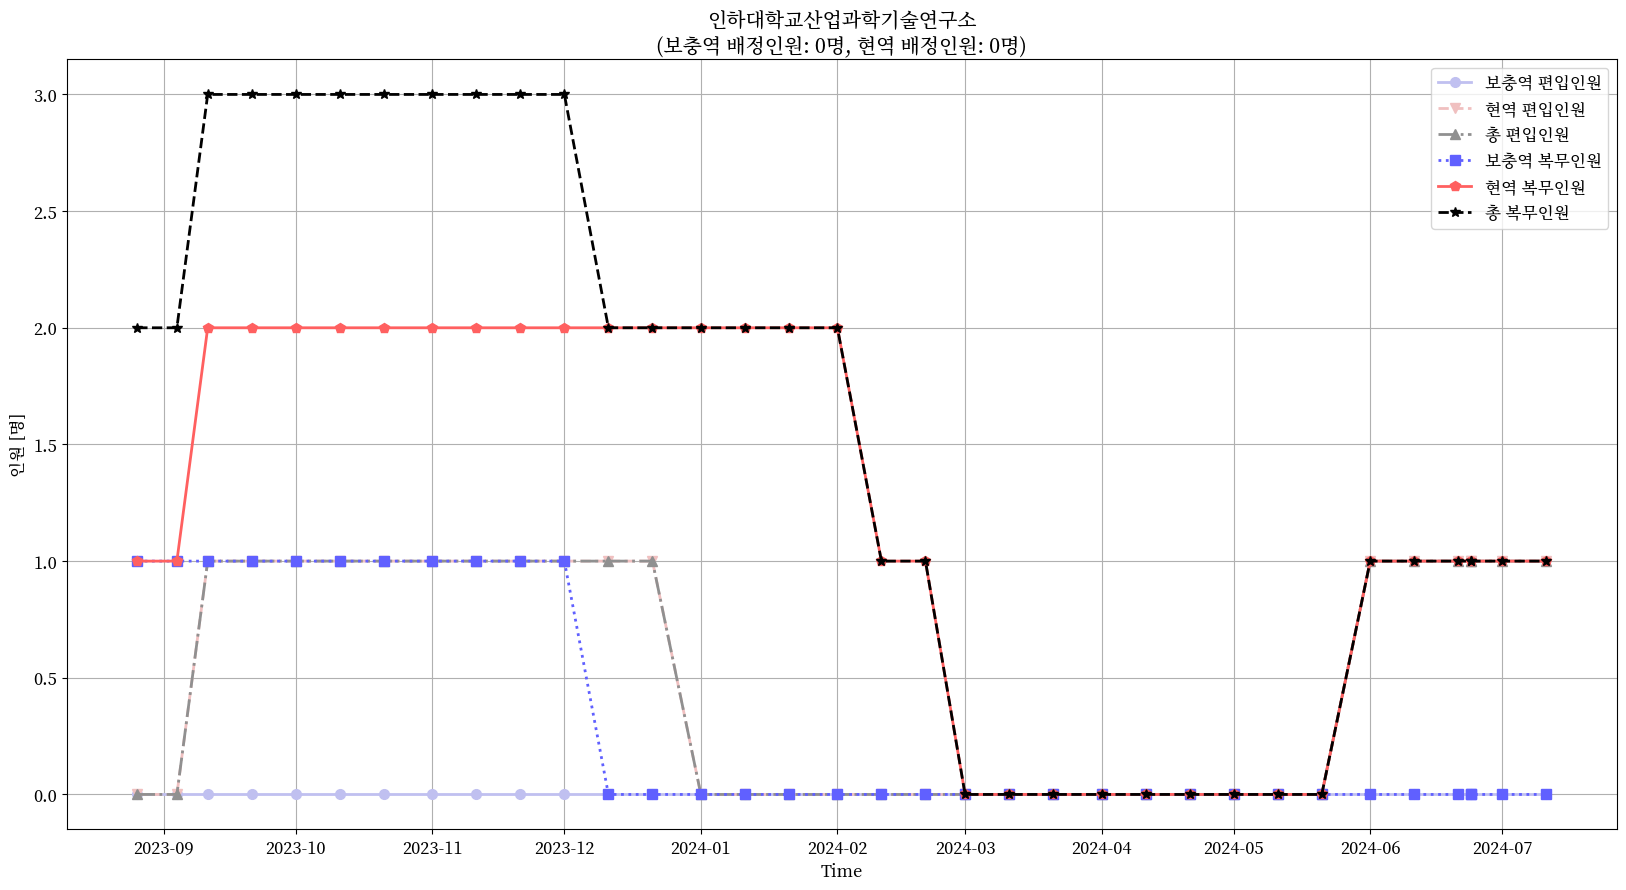 인하대학교산업과학기술연구소
(보충역 배정인원: 0명, 현역 배정인원: 0명)
보충역 편입인원
현역 편입인원
총 편입인원
보충역 복무인원
현역 복무인원
총 복무인원
3.0
2.5
2.0
1.5
1.0
0.5
0.0
인원 [명]
2023-09
2023-10
2023-11
2023-12
2024-01
2024-02
2024-03
2024-04
2024-05
2024-06
2024-07
Time